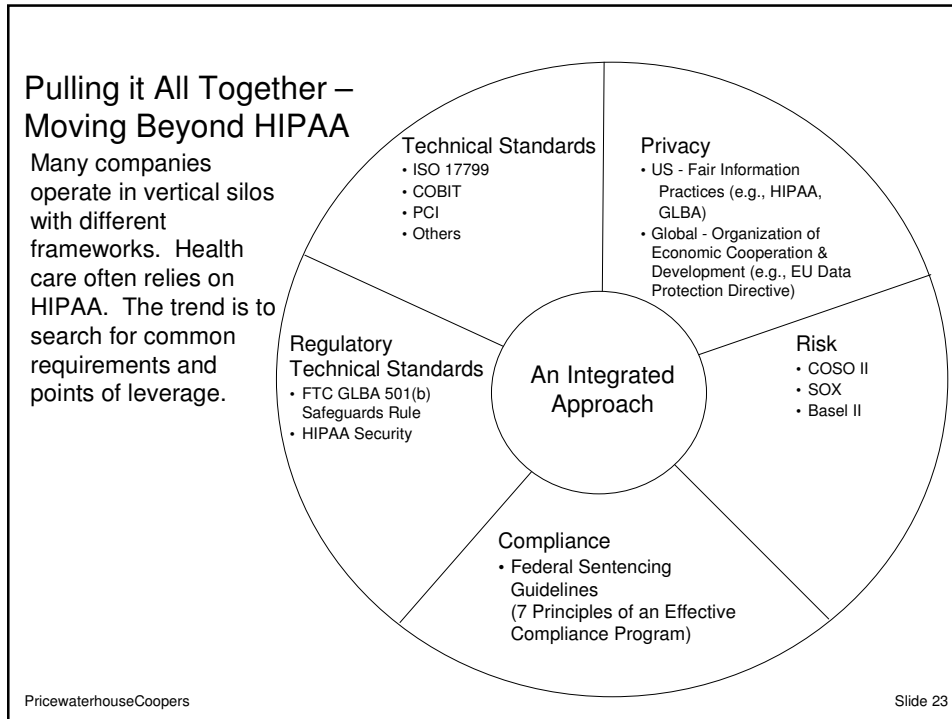 Pulling it All Together –
Moving Beyond HIPAA
Many companies
operate in vertical silos
with different
frameworks.  Health
care often relies on
HIPAA.  The trend is to
search for common
requirements and
points of leverage.
Technical Standards
• ISO 17799
• COBIT
• PCI
• Others
Privacy
• US - Fair Information
Practices (e.g., HIPAA,
GLBA)
• Global - Organization of
Economic Cooperation &
Development (e.g., EU Data
Protection Directive)
Regulatory
Technical Standards
• FTC GLBA 501(b)
Safeguards Rule
• HIPAA Security
An Integrated
Approach
Risk
• COSO II
• SOX
• Basel II
Compliance
• Federal Sentencing
Guidelines
(7 Principles of an Effective
Compliance Program)
PricewaterhouseCoopers
Slide 23